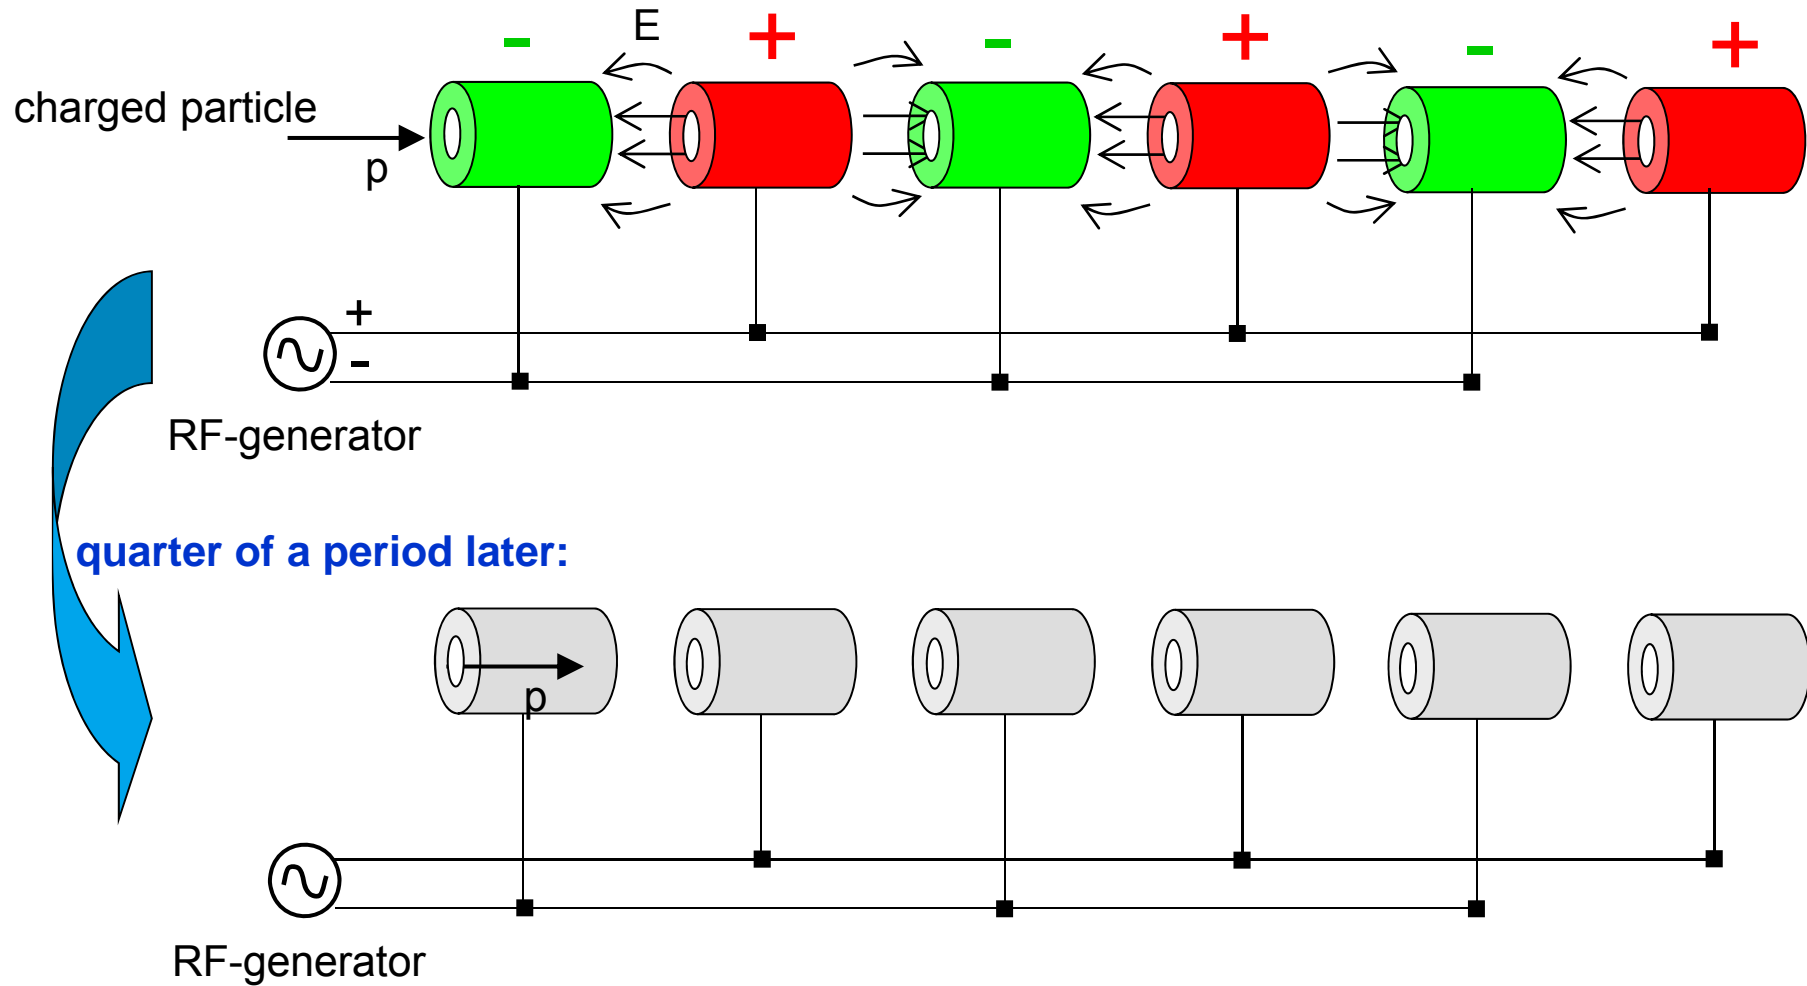 - E + - + - +
charged particle
p
+
-
RF-generator
quarter of a period later:
p
RF-generator